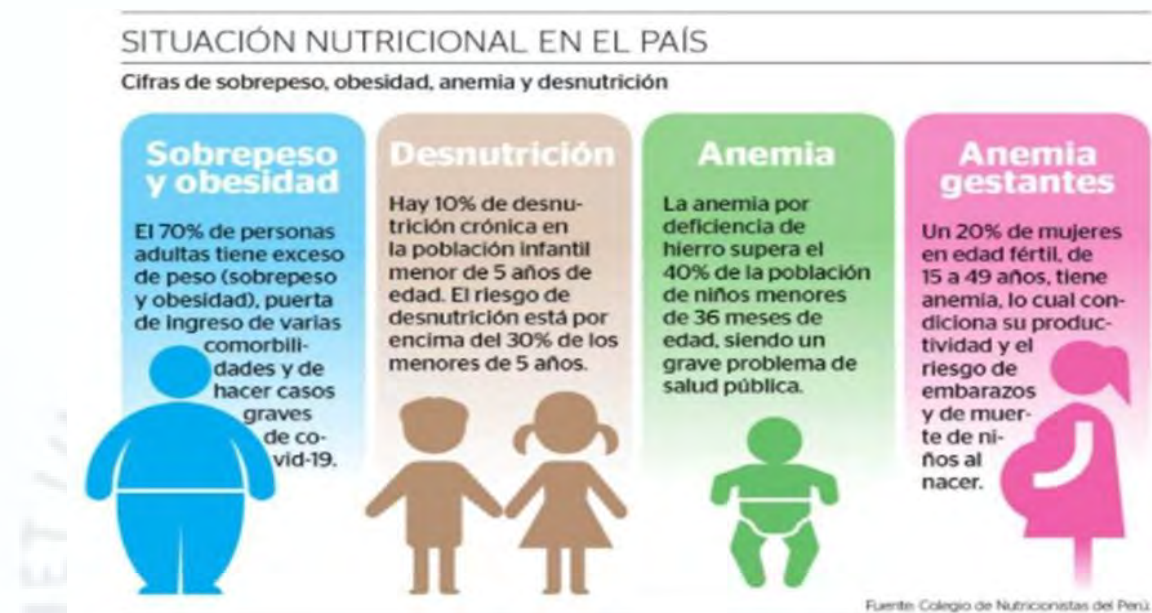 SITUACIÓN NUTRICIONAL EN EL PAÍS
Cifras de sobrepeso, obesidad, anemia y desnutrición
Sobrepeso
y obesidad
El 70% de personas
adultas tiene exceso
de peso (sobrepeso
y obesidad), puerta
de ingreso de varias
comorbili-
dades y de
hacer casos
graves
de co-
vid-19.
Desnutrición
Hay 10% de desnu-
trición crónica en
la población infantil
menor de 5 años de
edad. El riesgo de
desnutrición está por
encima del 30% de los
menores de 5 años.
Anemia
La anemia por
deficiencia de
hierro supera el
40% de la población
de niños menores
de 36 meses de
edad, siendo un
grave problema de
salud pública.
Anemia
gestantes
Un 20% de mujeres
en edad fértil, de
15 a 49 años, tiene
anemia, lo cual con-
diciona su produc-
tividad y el
riesgo de
embarazos
y de muer-
te de ni-
ños al
nacer.
Fuente: Colegio de Nutricionistas del Perú.